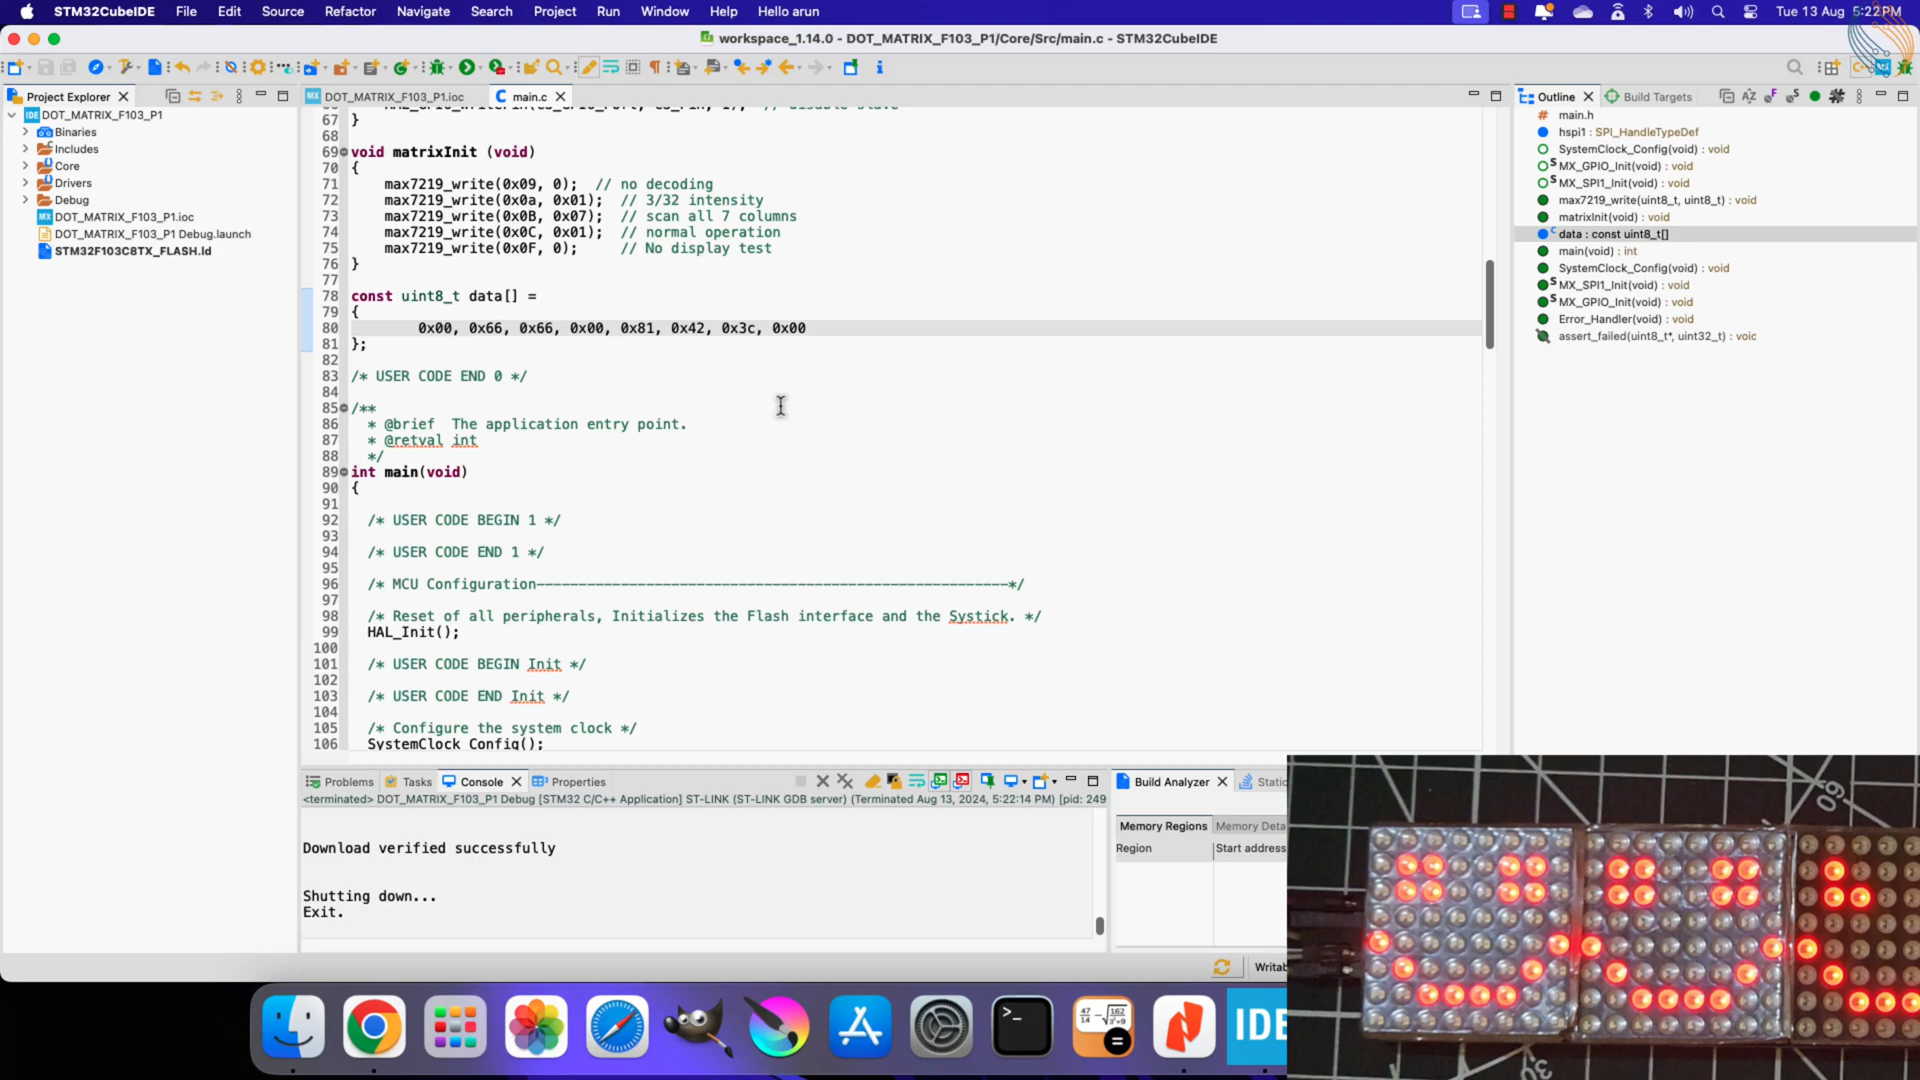 STM32CubeIDE File Edit Source Refactor Navigate Search Project Run Window Help Hello arun
Tue 13 Aug 5:22PM
workspace_1.14.0 - DOT_MATRIX_F103_P1/Core/Src/main.c - STM32CubeIDE
Project Explorer
DOT_MATRIX_F103_P1
Binaries
Includes
Core
Drivers
Debug
DOT_MATRIX_F103_P1.ioc
DOT_MATRIX_F103_P1 Debug.launch
STM32F103C8TX_FLASH.ld
DOT_MATRIX_F103_P1.ioc
main.c
67 }
68
69 void matrixInit (void)
70 {
71 max7219_write(0x09, 0); // no decoding
72 max7219_write(0x0a, 0x01); // 3/32 intensity
73 max7219_write(0x0B, 0x07); // scan all 7 columns
74 max7219_write(0x0C, 0x01); // normal operation
75 max7219_write(0x0F, 0); // No display test
76 }
77
78 const uint8_t data[] =
79 {
80 0x00, 0x66, 0x66, 0x00, 0x81, 0x42, 0x3c, 0x00
81 };
82
83 /* USER CODE END 0 */
84
85 /**
86 * @brief The application entry point.
87 * @retval int
88 */
89 int main(void)
90 {
91
92 /* USER CODE BEGIN 1 */
93
94 /* USER CODE END 1 */
95
96 /* MCU Configuration--------------------------------------------------------*/
97
98 /* Reset of all peripherals, Initializes the Flash interface and the Systick. */
99 HAL_Init();
100
101 /* USER CODE BEGIN Init */
102
103 /* USER CODE END Init */
104
105 /* Configure the system clock */
106 SystemClock_Config();
Outline
Build Targets
main.h
hspi1 : SPI_HandleTypeDef
SystemClock_Config(void) : void
MX_GPIO_Init(void) : void
MX_SPI1_Init(void) : void
max7219_write(uint8_t, uint8_t) : void
matrixInit(void) : void
data : const uint8_t[]
main(void) : int
SystemClock_Config(void) : void
MX_SPI1_Init(void) : void
MX_GPIO_Init(void) : void
Error_Handler(void) : void
assert_failed(uint8_t*, uint32_t) : voic
Problems Tasks Console Properties
<terminated> DOT_MATRIX_F103_P1 Debug [STM32 C/C++ Application] ST-LINK (ST-LINK GDB server) (Terminated Aug 13, 2024, 5:22:14 PM) [pid: 249
Download verified successfully
Shutting down...
Exit.
Build Analyzer
Static
Memory Regions
Memory Deta
Region
Start address
Writab
IDE
60
30